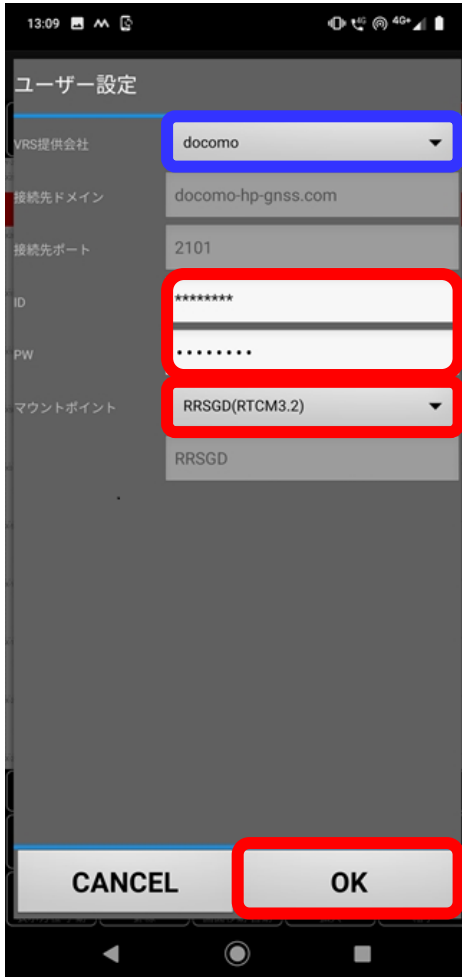 13:09 4G 4G+
ユーザー設定
VRS提供会社 docomo
接続先ドメイン docomo-hp-gnss.com
接続先ポート 2101
ID ********
PW ••••••••
マウントポイント RRSGD(RTCM3.2)
RRSGD
CANCEL OK